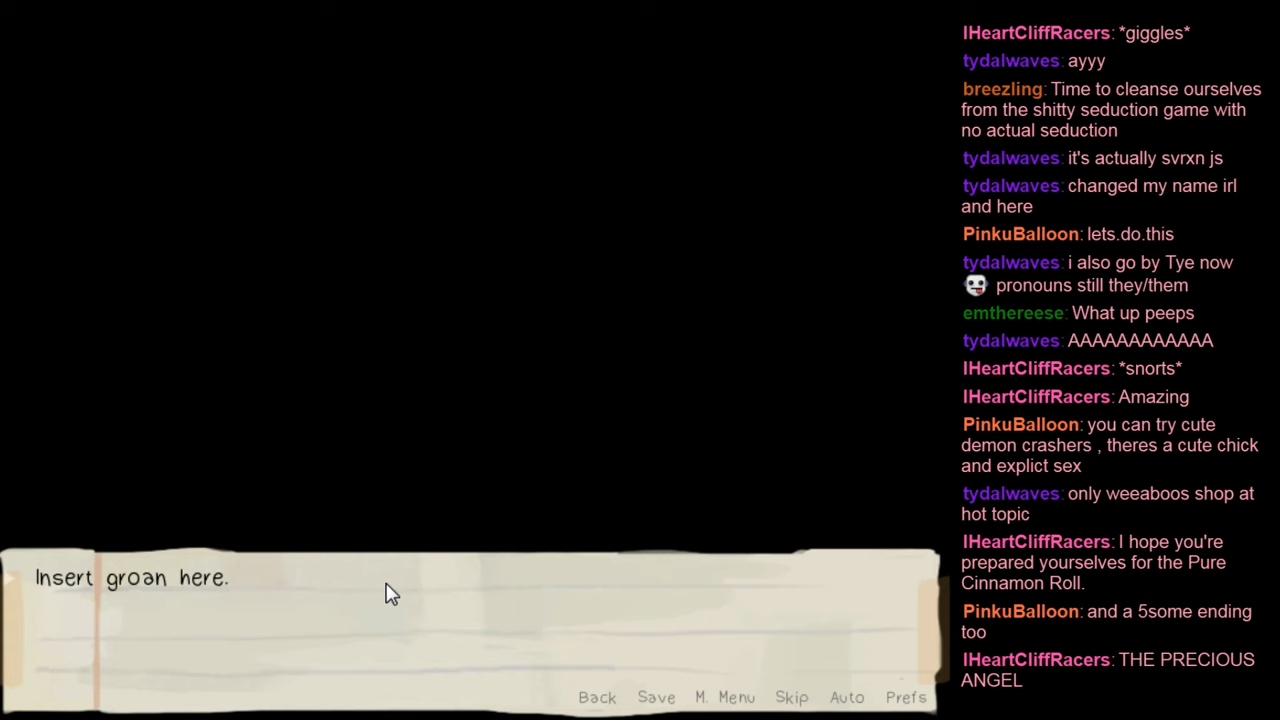 IHeartCliffRacers: *giggles*
tydalwaves: ayyy
breezling: Time to cleanse ourselves
from the shitty seduction game with
no actual seduction
tydalwaves: it's actually svrxn js
tydalwaves: changed my name irl
and here
PinkuBalloon: lets.do.this
tydalwaves: i also go by Tye now
pronouns still they/them
emthereese: What up peeps
tydalwaves: AAAAAAAAAAAA
IHeartCliffRacers: *snorts*
IHeartCliffRacers: Amazing
PinkuBalloon: you can try cute
demon crashers , theres a cute chick
and explict sex
tydalwaves: only weeaboos shop at
hot topic
IHeartCliffRacers: I hope you're
prepared yourselves for the Pure
Cinnamon Roll.
PinkuBalloon: and a 5some ending
too
IHeartCliffRacers: THE PRECIOUS
ANGEL
Insert groan here.
Back Save M. Menu Skip Auto Prefs